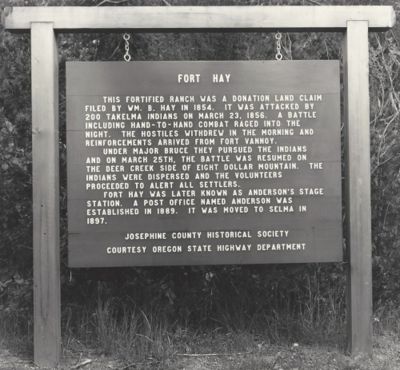 FORT HAY
THIS FORTIFIED RANCH WAS A DONATION LAND CLAIM
FILED BY WM. B. HAY IN 1854. IT WAS ATTACKED BY
200 TAKELMA INDIANS ON MARCH 23, 1856. A BATTLE
INCLUDING HAND-TO-HAND COMBAT RAGED INTO THE
NIGHT. THE HOSTILES WITHDREW IN THE MORNING AND
REINFORCEMENTS ARRIVED FROM FORT VANNOY.
UNDER MAJOR BRUCE THEY PURSUED THE INDIANS
AND ON MARCH 25TH, THE BATTLE WAS RESUMED ON
THE DEER CREEK SIDE OF EIGHT DOLLAR MOUNTAIN. THE
INDIANS WERE DISPERSED AND THE VOLUNTEERS
PROCEEDED TO ALERT ALL SETTLERS.
FORT HAY WAS LATER KNOWN AS ANDERSON'S STAGE
STATION. A POST OFFICE NAMED ANDERSON WAS
ESTABLISHED IN 1889. IT WAS MOVED TO SELMA IN
1897.
JOSEPHINE COUNTY HISTORICAL SOCIETY
COURTESY OREGON STATE HIGHWAY DEPARTMENT